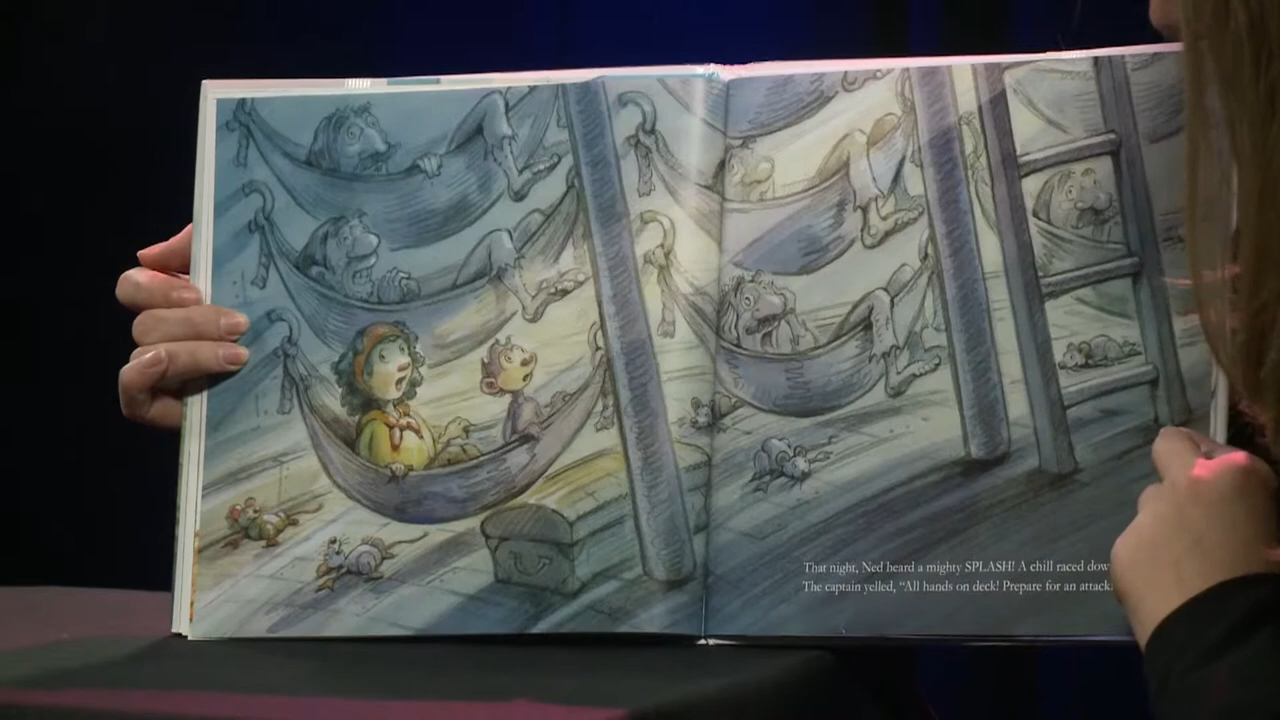 That night, Ned heard a mighty SPLASH! A chill raced
The captain yelled, “All hands on deck! Prepare for an attack